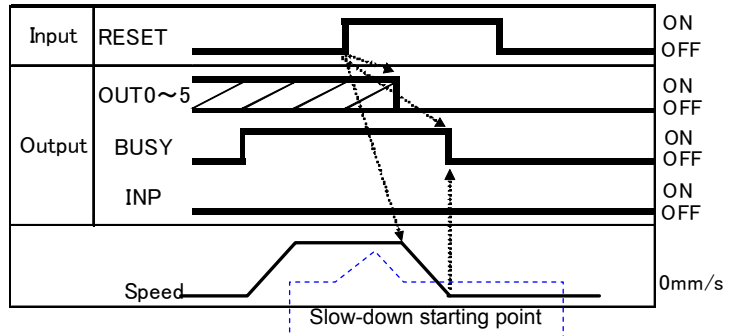 Input RESET ON
OFF
Output OUT0～5 ON
OFF
BUSY ON
OFF
INP ON
OFF
Speed 0mm/s
Slow-down starting point